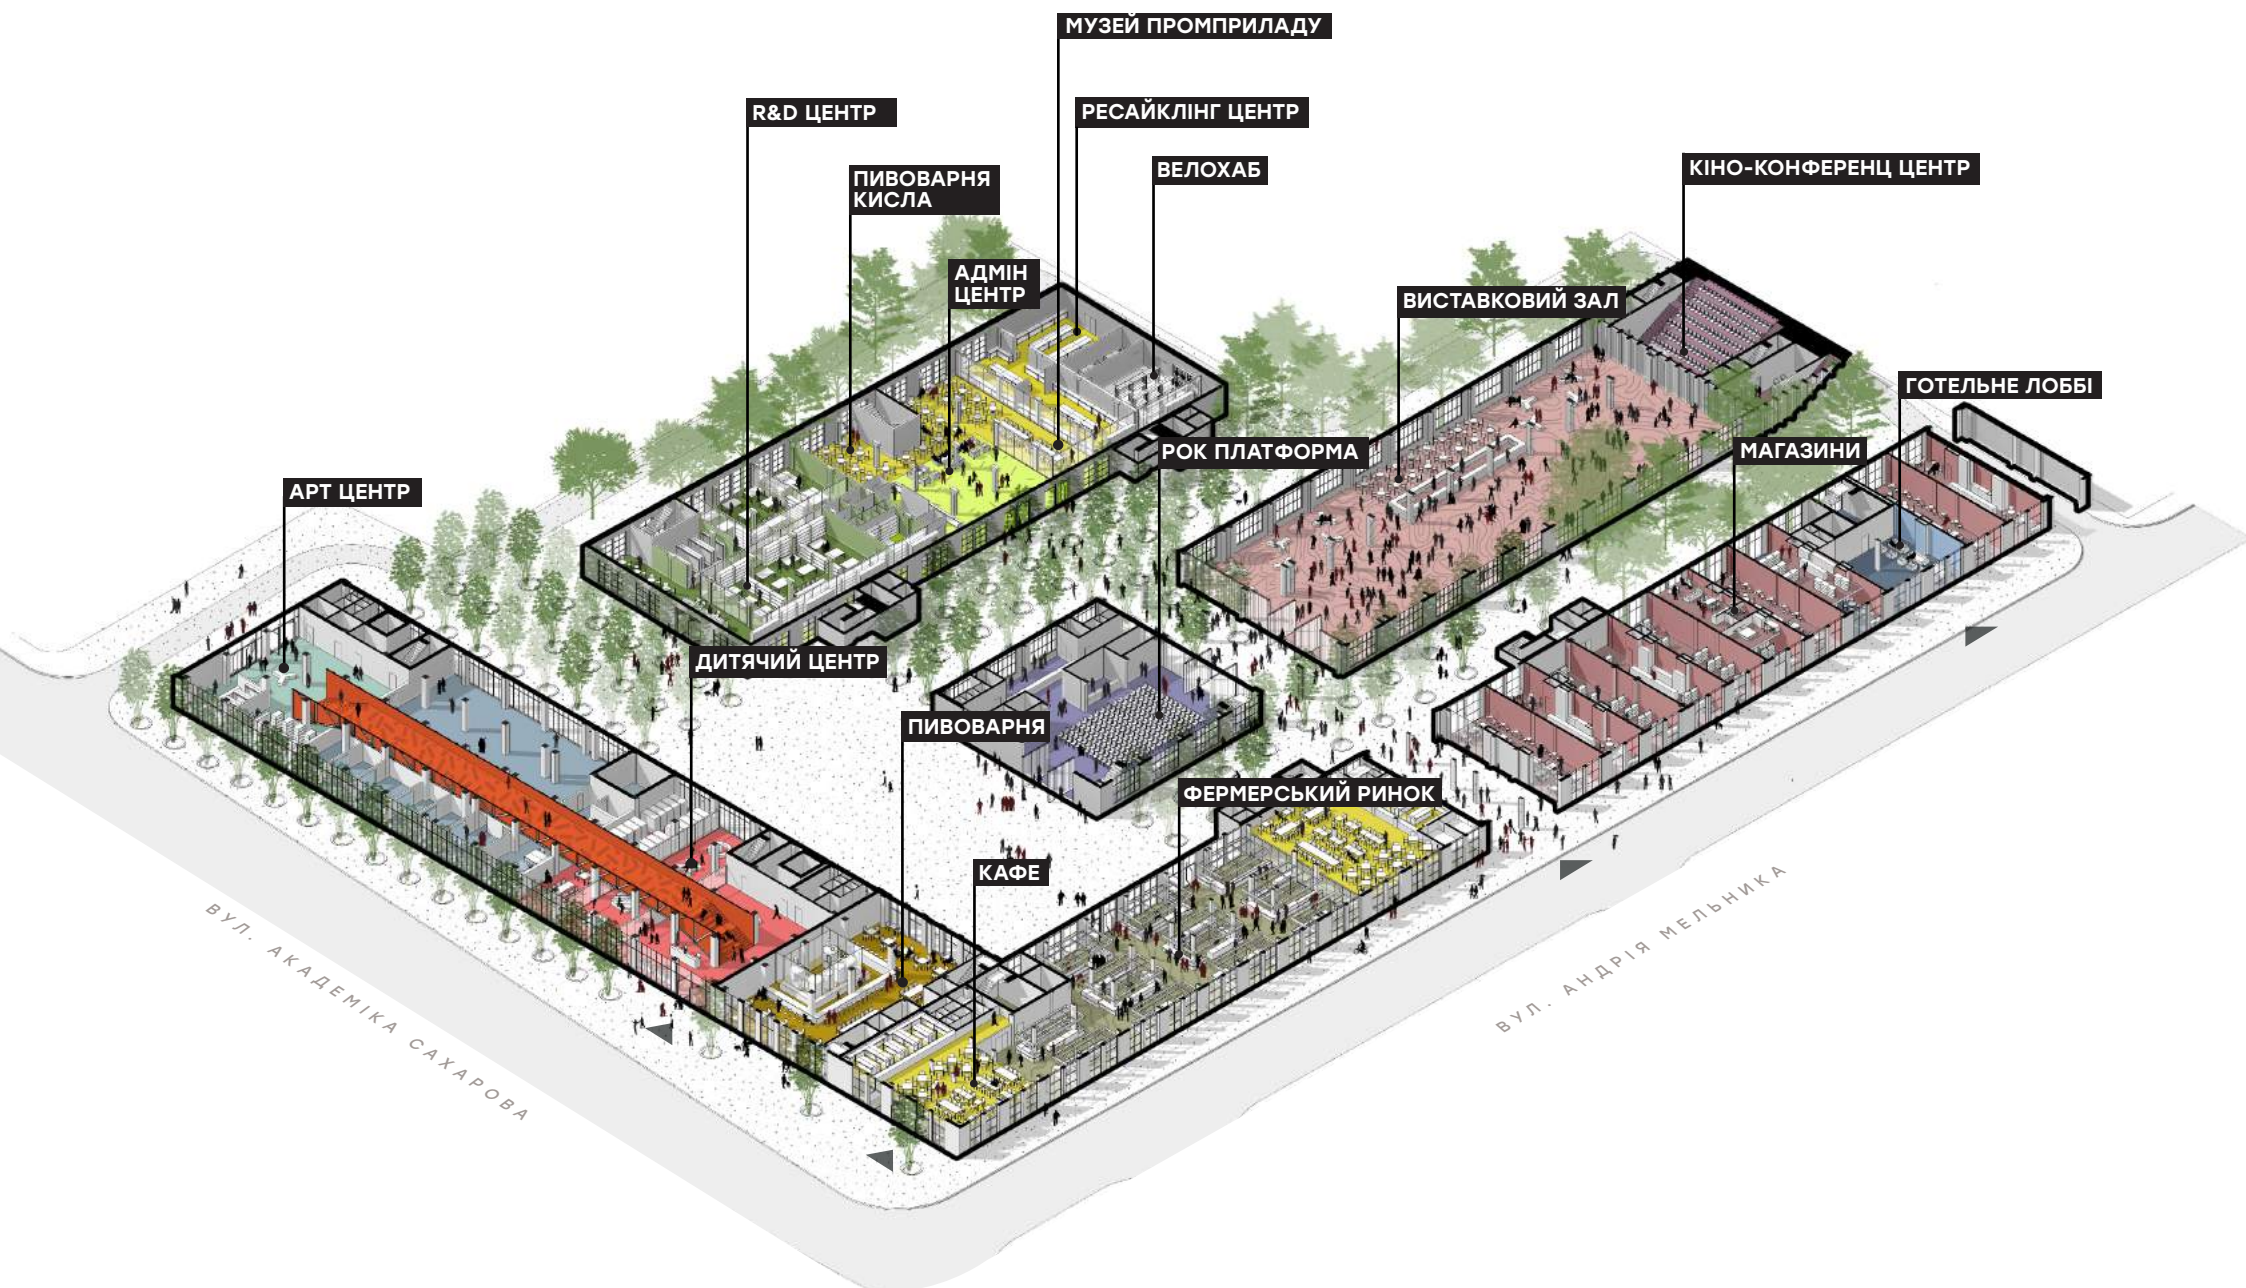 МУЗЕЙ ПРОМПРИЛАДУ
R&D ЦЕНТР
РЕСАЙКЛІНГ ЦЕНТР
ПИВОВАРНЯ
КИСЛА
ВЕЛОХАБ
КІНО-КОНФЕРЕНЦ ЦЕНТР
АДМІН
ЦЕНТР
ВИСТАВКОВИЙ ЗАЛ
ГОТЕЛЬНЕ ЛОББІ
РОК ПЛАТФОРМА
МАГАЗИНИ
АРТ ЦЕНТР
ДИТЯЧИЙ ЦЕНТР
ПИВОВАРНЯ
ФЕРМЕРСЬКИЙ РИНОК
КАФЕ
ВУЛ. АКАДЕМІКА САХАРОВА
ВУЛ. АНДРІЯ МЕЛЬНИКА